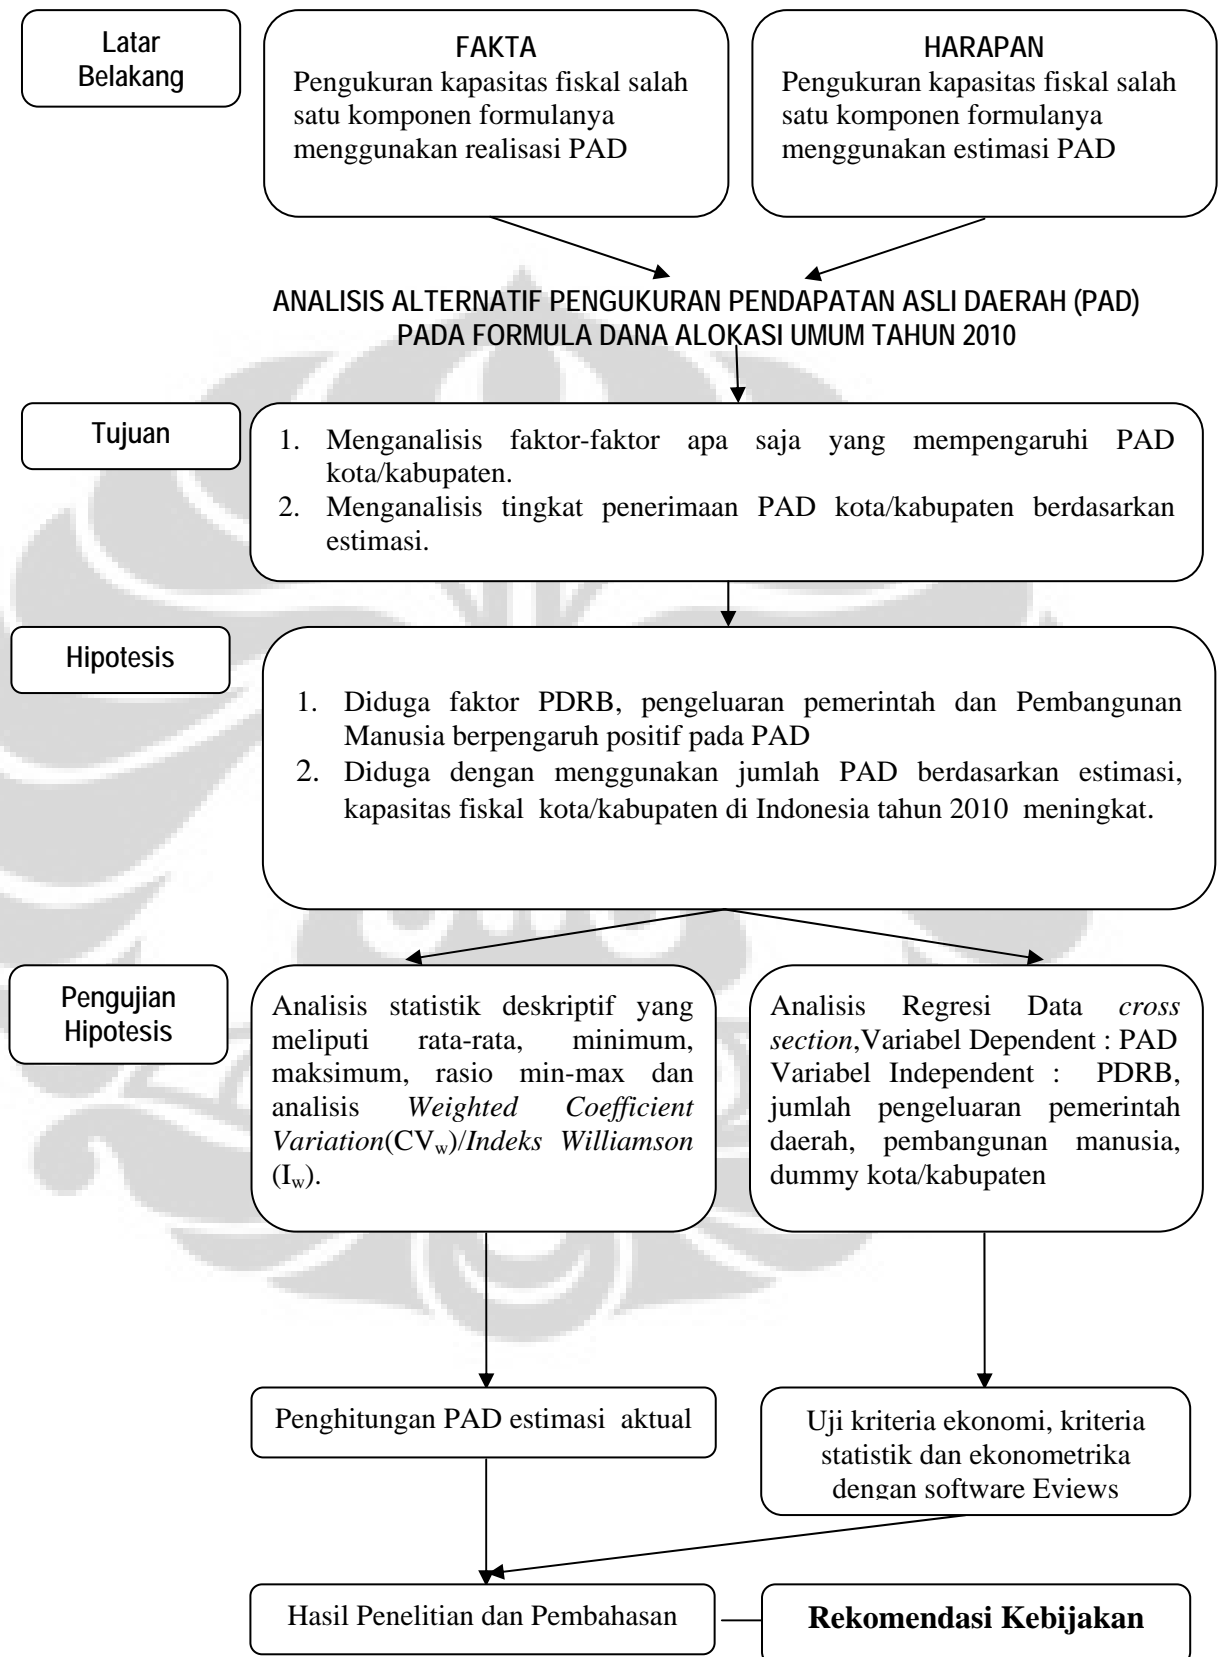 Latar
Belakang
FAKTA
Pengukuran kapasitas fiskal salah
satu komponen formulanya
menggunakan realisasi PAD
HARAPAN
Pengukuran kapasitas fiskal salah
satu komponen formulanya
menggunakan estimasi PAD
ANALISIS ALTERNATIF PENGUKURAN PENDAPATAN ASLI DAERAH (PAD)
PADA FORMULA DANA ALOKASI UMUM TAHUN 2010
Tujuan
1. Menganalisis faktor-faktor apa saja yang mempengaruhi PAD
kota/kabupaten.
2. Menganalisis tingkat penerimaan PAD kota/kabupaten berdasarkan
estimasi.
Hipotesis
1. Diduga faktor PDRB, pengeluaran pemerintah dan Pembangunan
Manusia berpengaruh positif pada PAD
2. Diduga dengan menggunakan jumlah PAD berdasarkan estimasi,
kapasitas fiskal kota/kabupaten di Indonesia tahun 2010 meningkat.
Pengujian
Hipotesis
Analisis statistik deskriptif yang
meliputi rata-rata, minimum,
maksimum, rasio min-max dan
analisis Weighted Coefficient
Variation(CVw)/Indeks Williamson
(Iw).
Analisis Regresi Data cross
section,Variabel Dependent : PAD
Variabel Independent : PDRB,
jumlah pengeluaran pemerintah
daerah, pembangunan manusia,
dummy kota/kabupaten
Penghitungan PAD estimasi aktual
Uji kriteria ekonomi, kriteria
statistik dan ekonometrika
dengan software Eviews
Hasil Penelitian dan Pembahasan
Rekomendasi Kebijakan